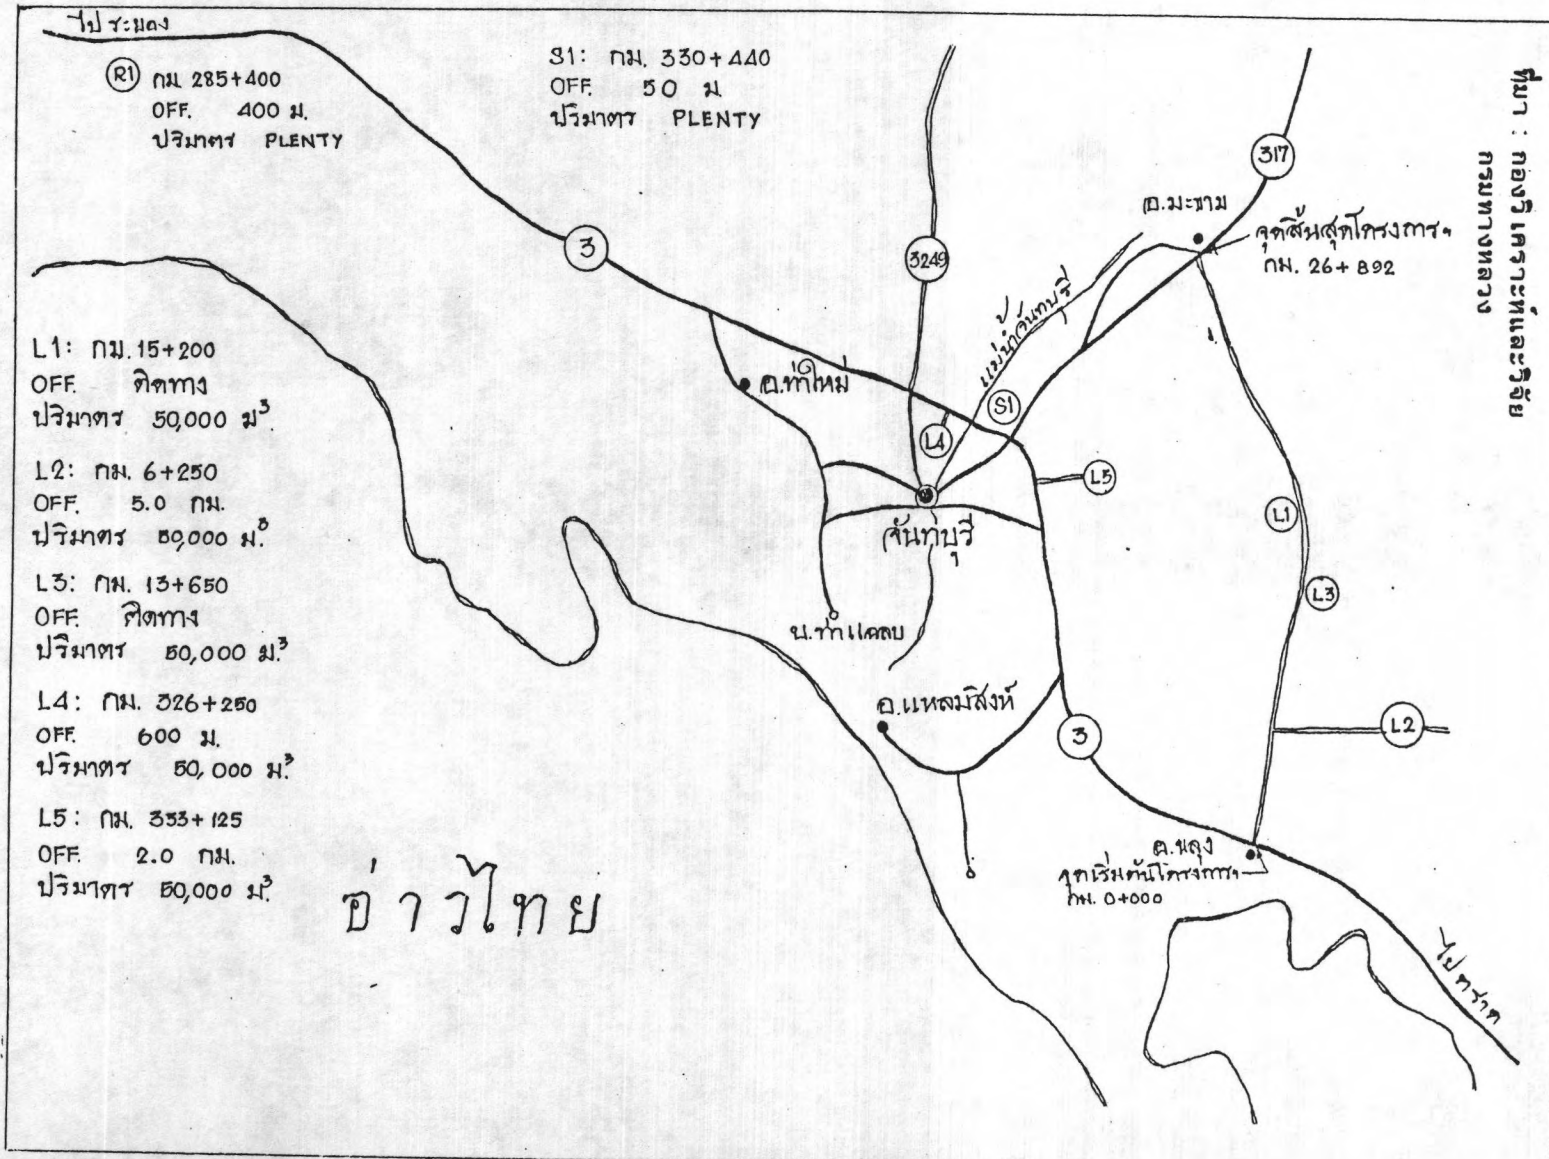 ไประยอง
R1 กม. 285+400
OFF. 400 ม.
ปริมาตร PLENTY
S1: กม. 330+440
OFF. 50 ม.
ปริมาตร PLENTY
ที่มา : กองวิเคราะห์และวิจัย
กรมทางหลวง
317
อ.มะขาม
จุดสิ้นสุดโครงการฯ
กม. 26+892
3
3249
แม่น้ำจันทบุรี
L1: กม. 15+200
OFF. ติดทาง
ปริมาตร 50,000 ม³.
L2: กม. 6+250
OFF. 5.0 กม.
ปริมาตร 50,000 ม³.
L3: กม. 13+650
OFF. ติดทาง
ปริมาตร 50,000 ม³.
L4: กม. 326+250
OFF. 600 ม.
ปริมาตร 50,000 ม³.
L5: กม. 333+125
OFF. 2.0 กม.
ปริมาตร 50,000 ม³.
อ.ท่าใหม่
S1
L4
L5
จันทบุรี
L1
L3
บ.ท่าแฉลบ
อ.แหลมสิงห์
3
L2
อ.ขลุง
จุดเริ่มต้นโครงการฯ
กม. 0+000
อ่าวไทย
ไปตราด